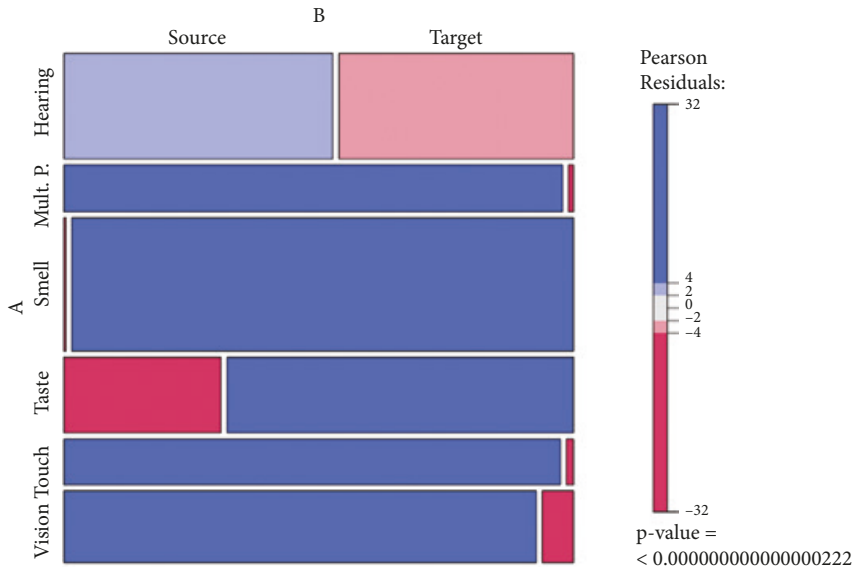 B
Source Target
Hearing
Mult. P.
Smell
Taste
Touch
Vision
A
Pearson
Residuals:
32
4
2
0
−2
−4
−32
p-value =
< 0.000000000000000222